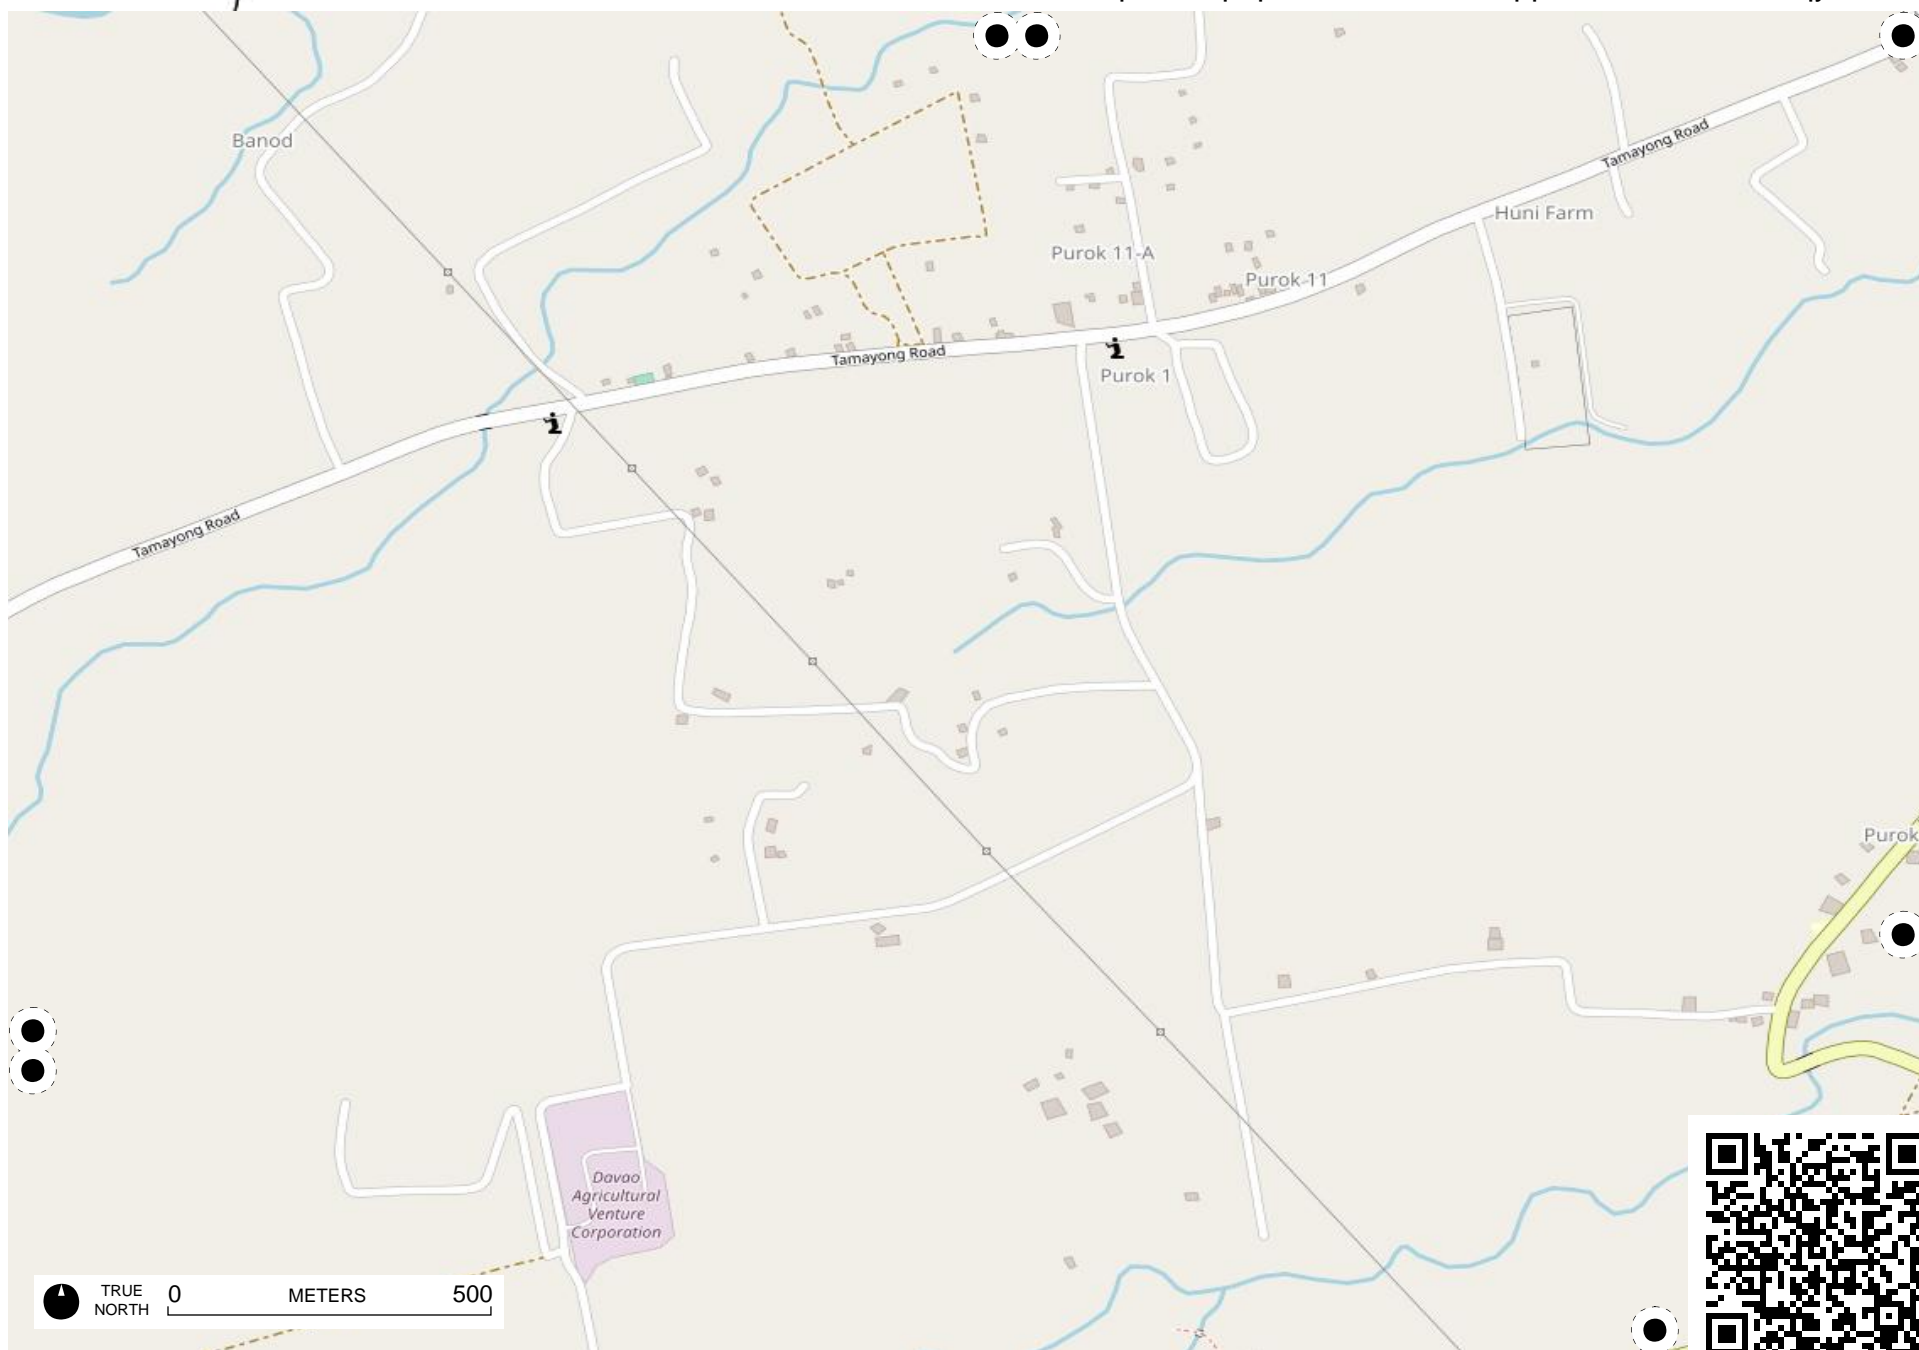 Banod
Tamayong Road
Huni Farm
Purok 11-A
Purok 11
Tamayong Road
Purok 1
Tamayong Road
Purok
Davao
Agricultural
Venture
Corporation
TRUE
NORTH
0 METERS 500